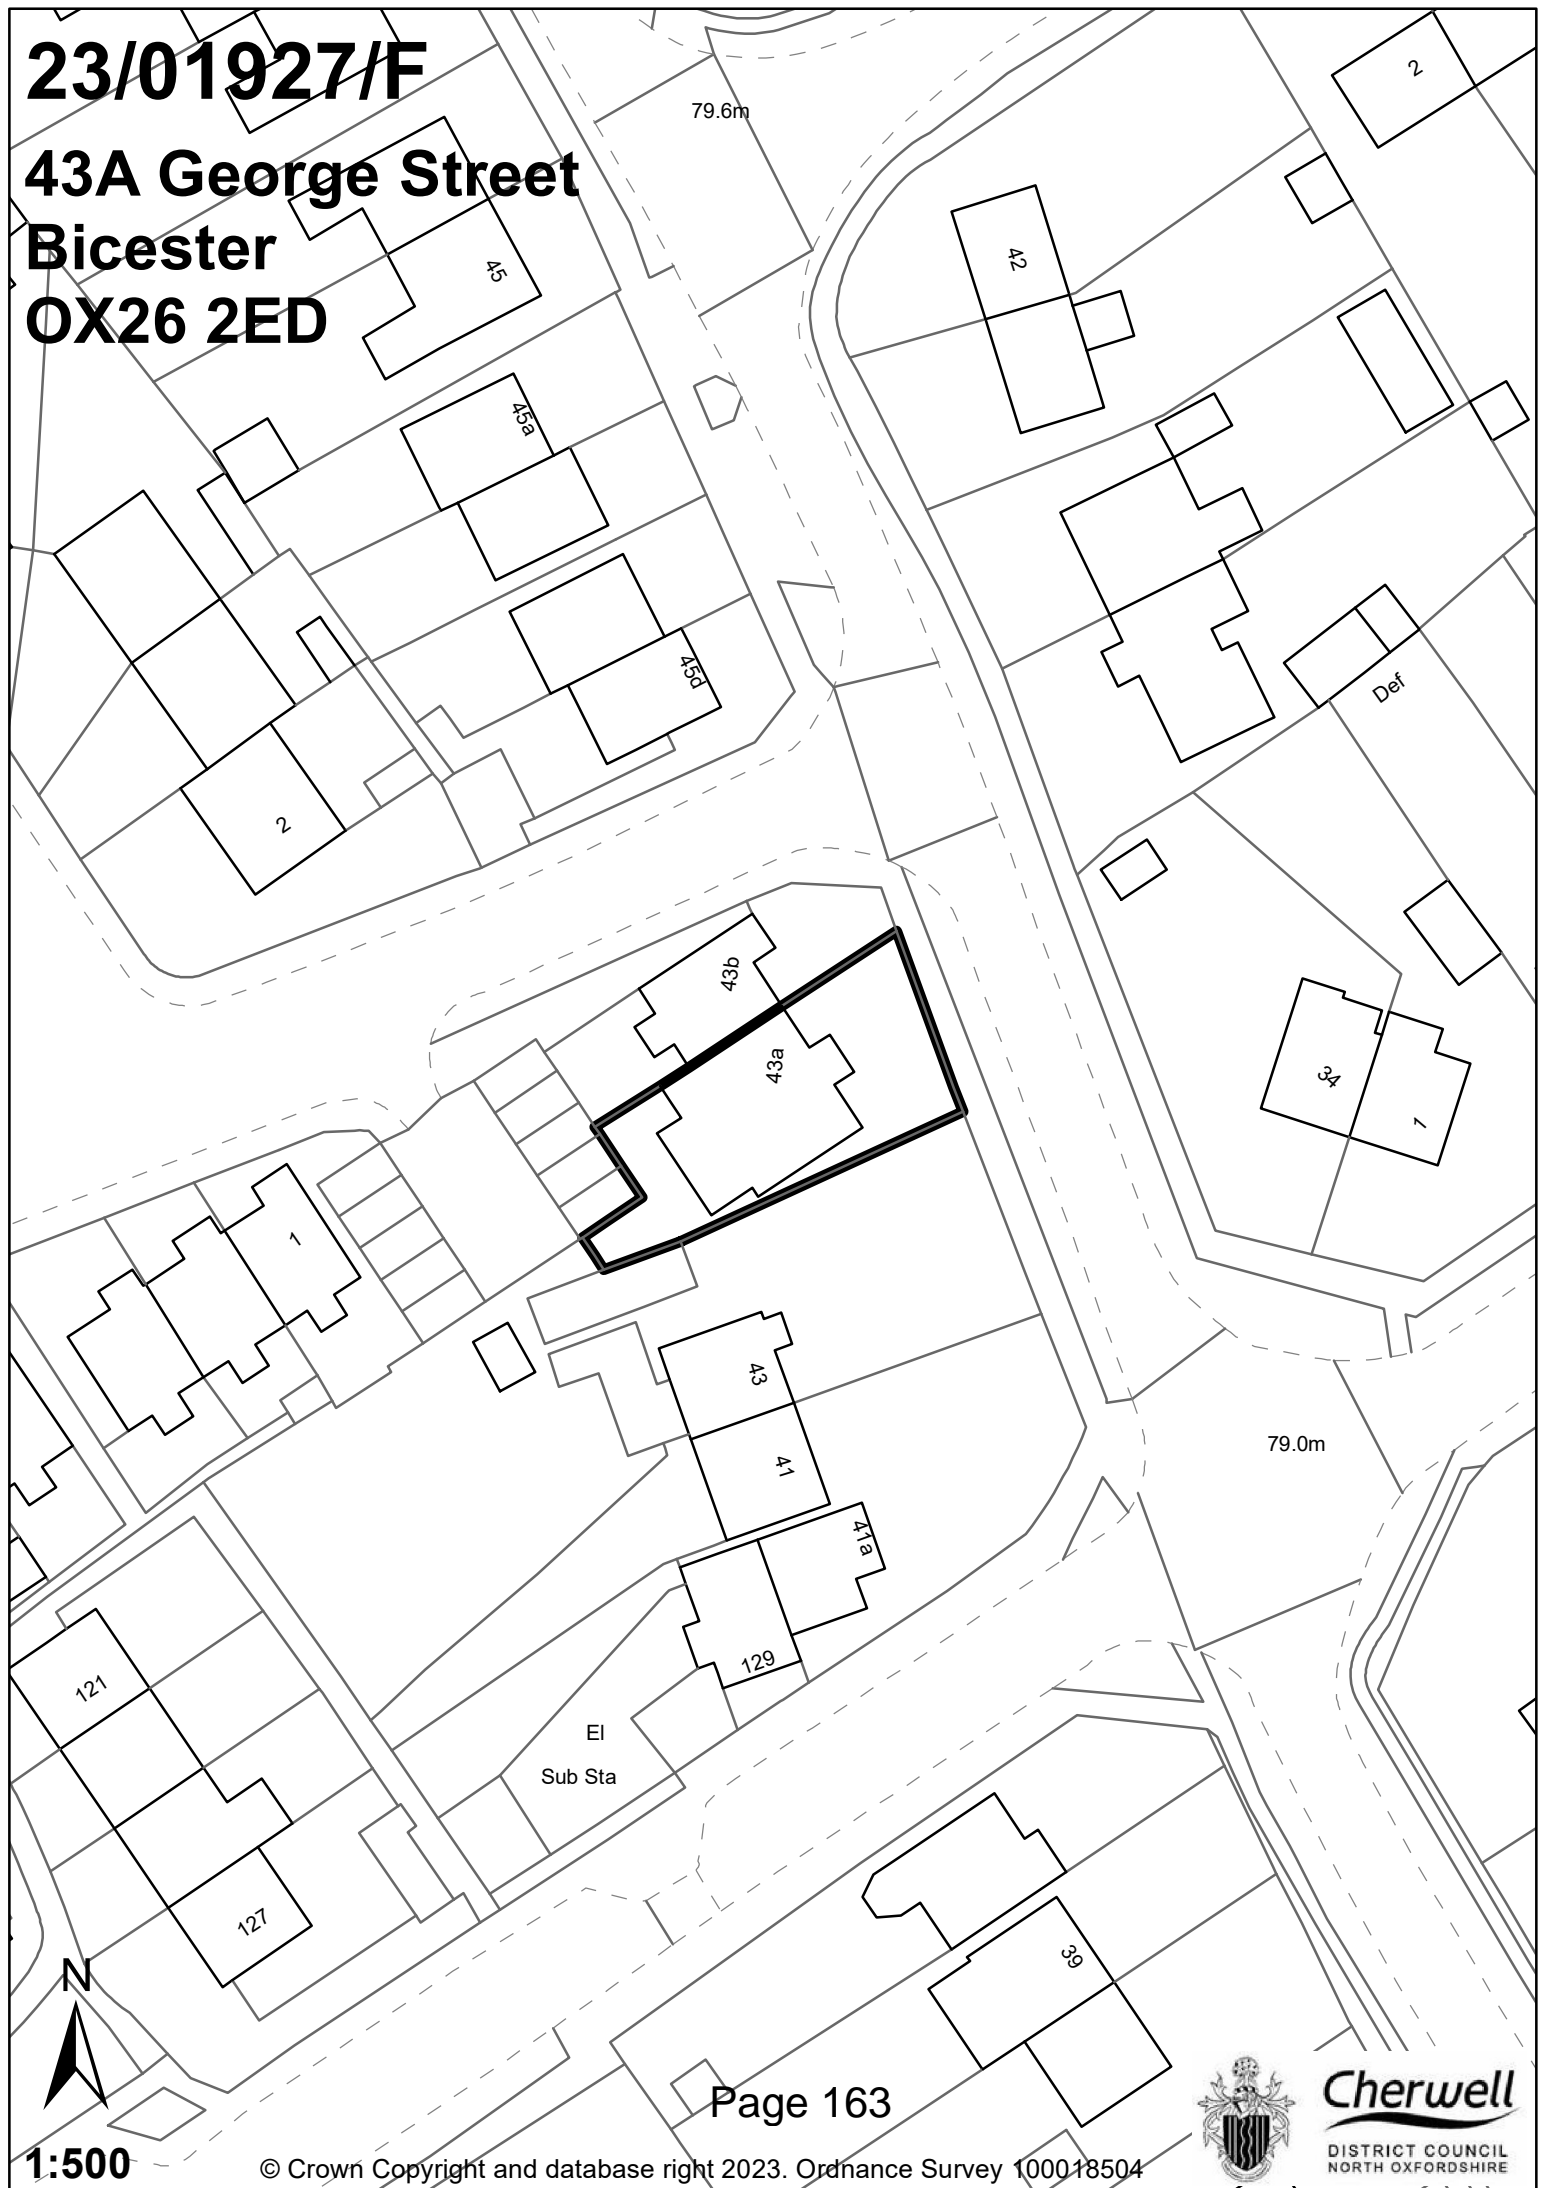 23/01927/F
43A George Street
Bicester
OX26 2ED
79.6m
2
42
45
45a
45d
Def
2
43b
43a
34
1
1
43
41
79.0m
41a
129
121
El
Sub Sta
127
39
N
Page 163
1:500
© Crown Copyright and database right 2023. Ordnance Survey 100018504
Cherwell
DISTRICT COUNCIL
NORTH OXFORDSHIRE